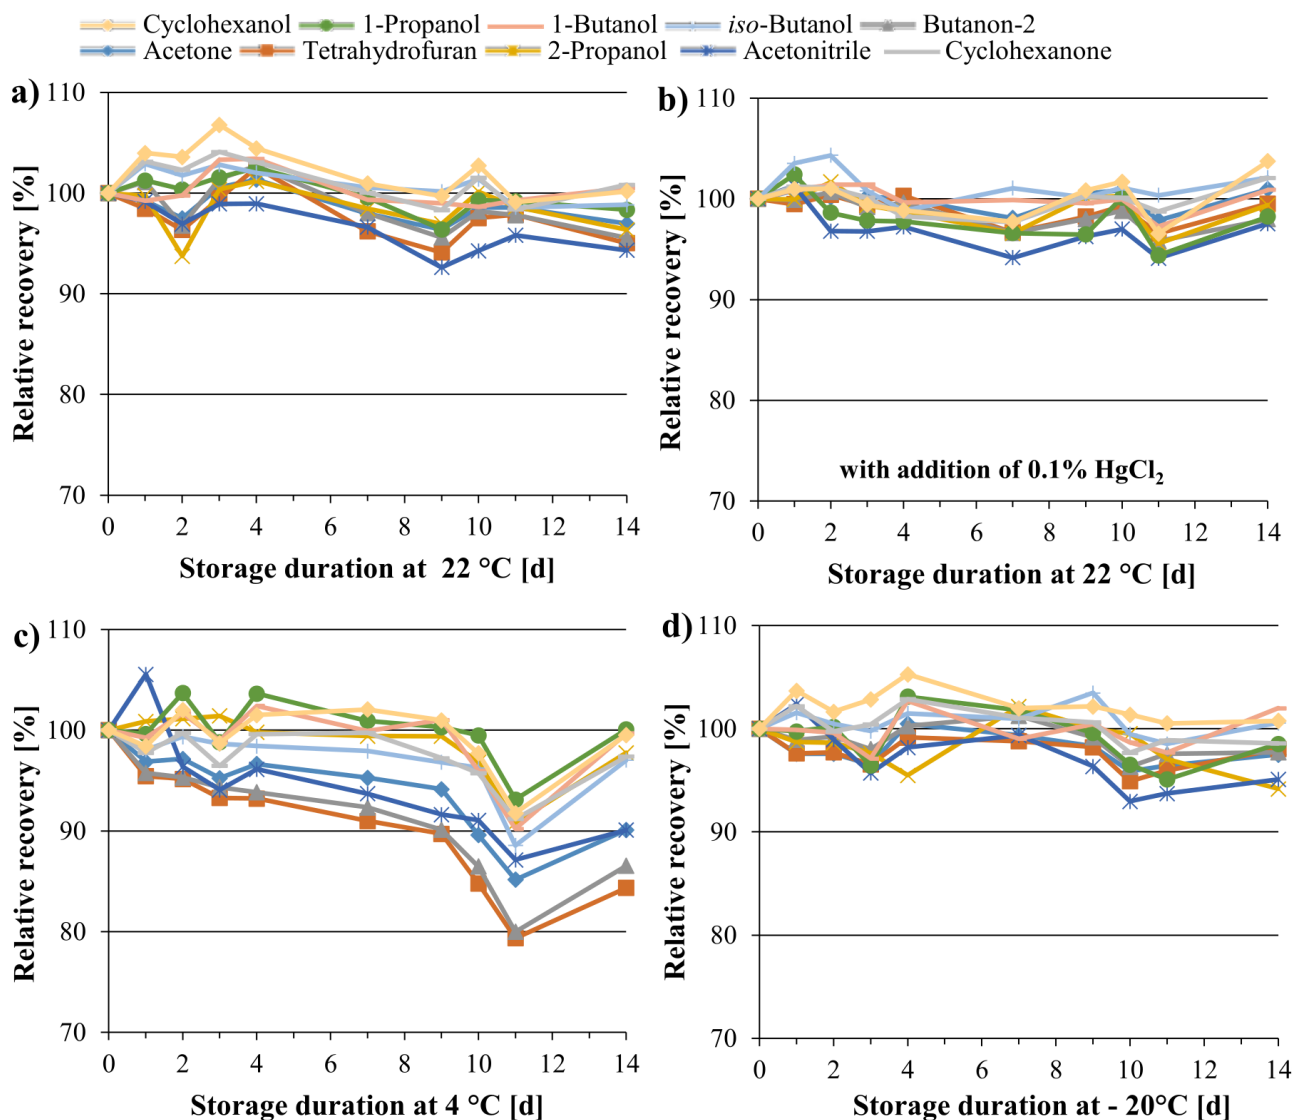 Cyclohexanol 1-Propanol 1-Butanol iso-Butanol Butanon-2
Acetone Tetrahydrofuran 2-Propanol Acetonitrile Cyclohexanone
a)
110
100
90
80
70
Relative recovery [%]
0 2 4 6 8 10 12 14
Storage duration at 22 °C [d]
b)
110
100
90
80
70
Relative recovery [%]
with addition of 0.1% HgCl₂
0 2 4 6 8 10 12 14
Storage duration at 22 °C [d]
c)
110
100
90
80
70
Relative recovery [%]
0 2 4 6 8 10 12 14
Storage duration at 4 °C [d]
d)
110
100
90
80
70
Relative recovery [%]
0 2 4 6 8 10 12 14
Storage duration at - 20°C [d]